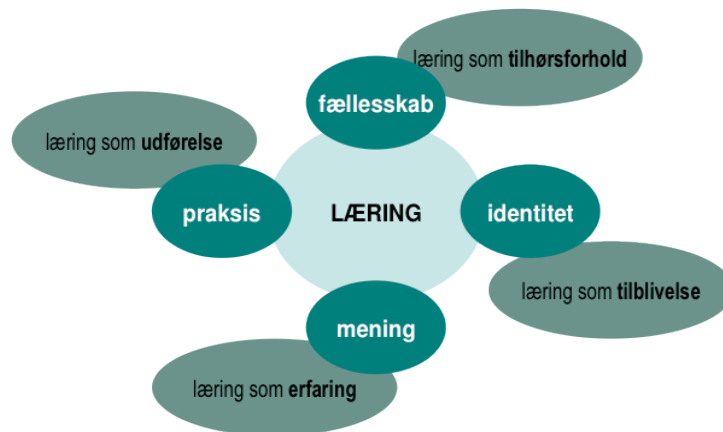 læring som tilhørsforhold
fællesskab
læring som udførelse
praksis
LÆRING
identitet
læring som tilblivelse
mening
læring som erfaring